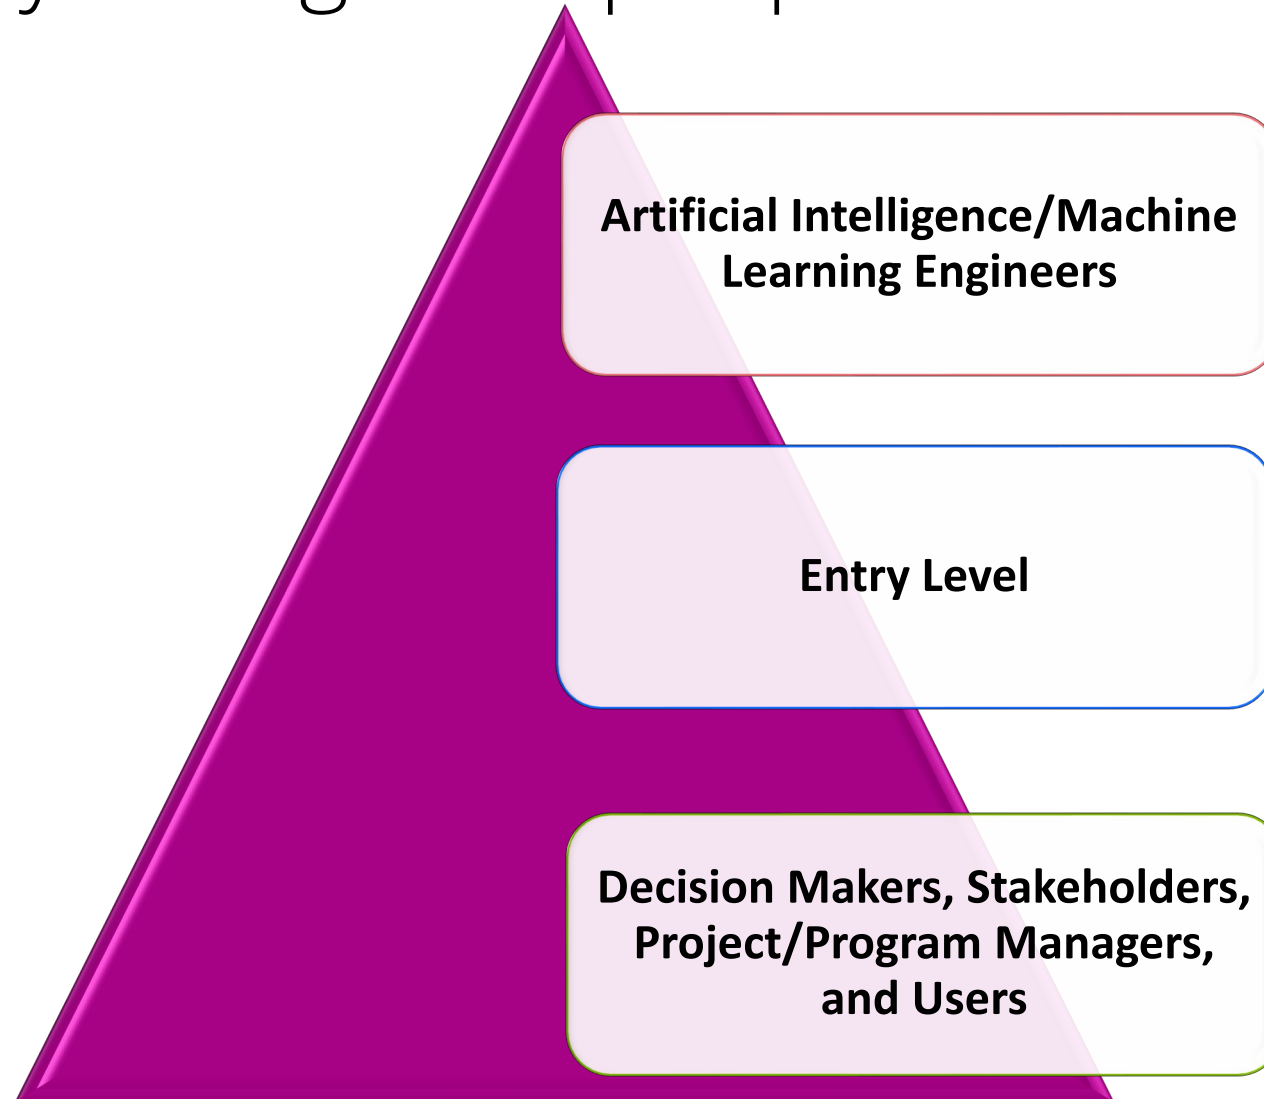 Artificial Intelligence/Machine
Learning Engineers
Entry Level
Decision Makers, Stakeholders,
Project/Program Managers,
and Users